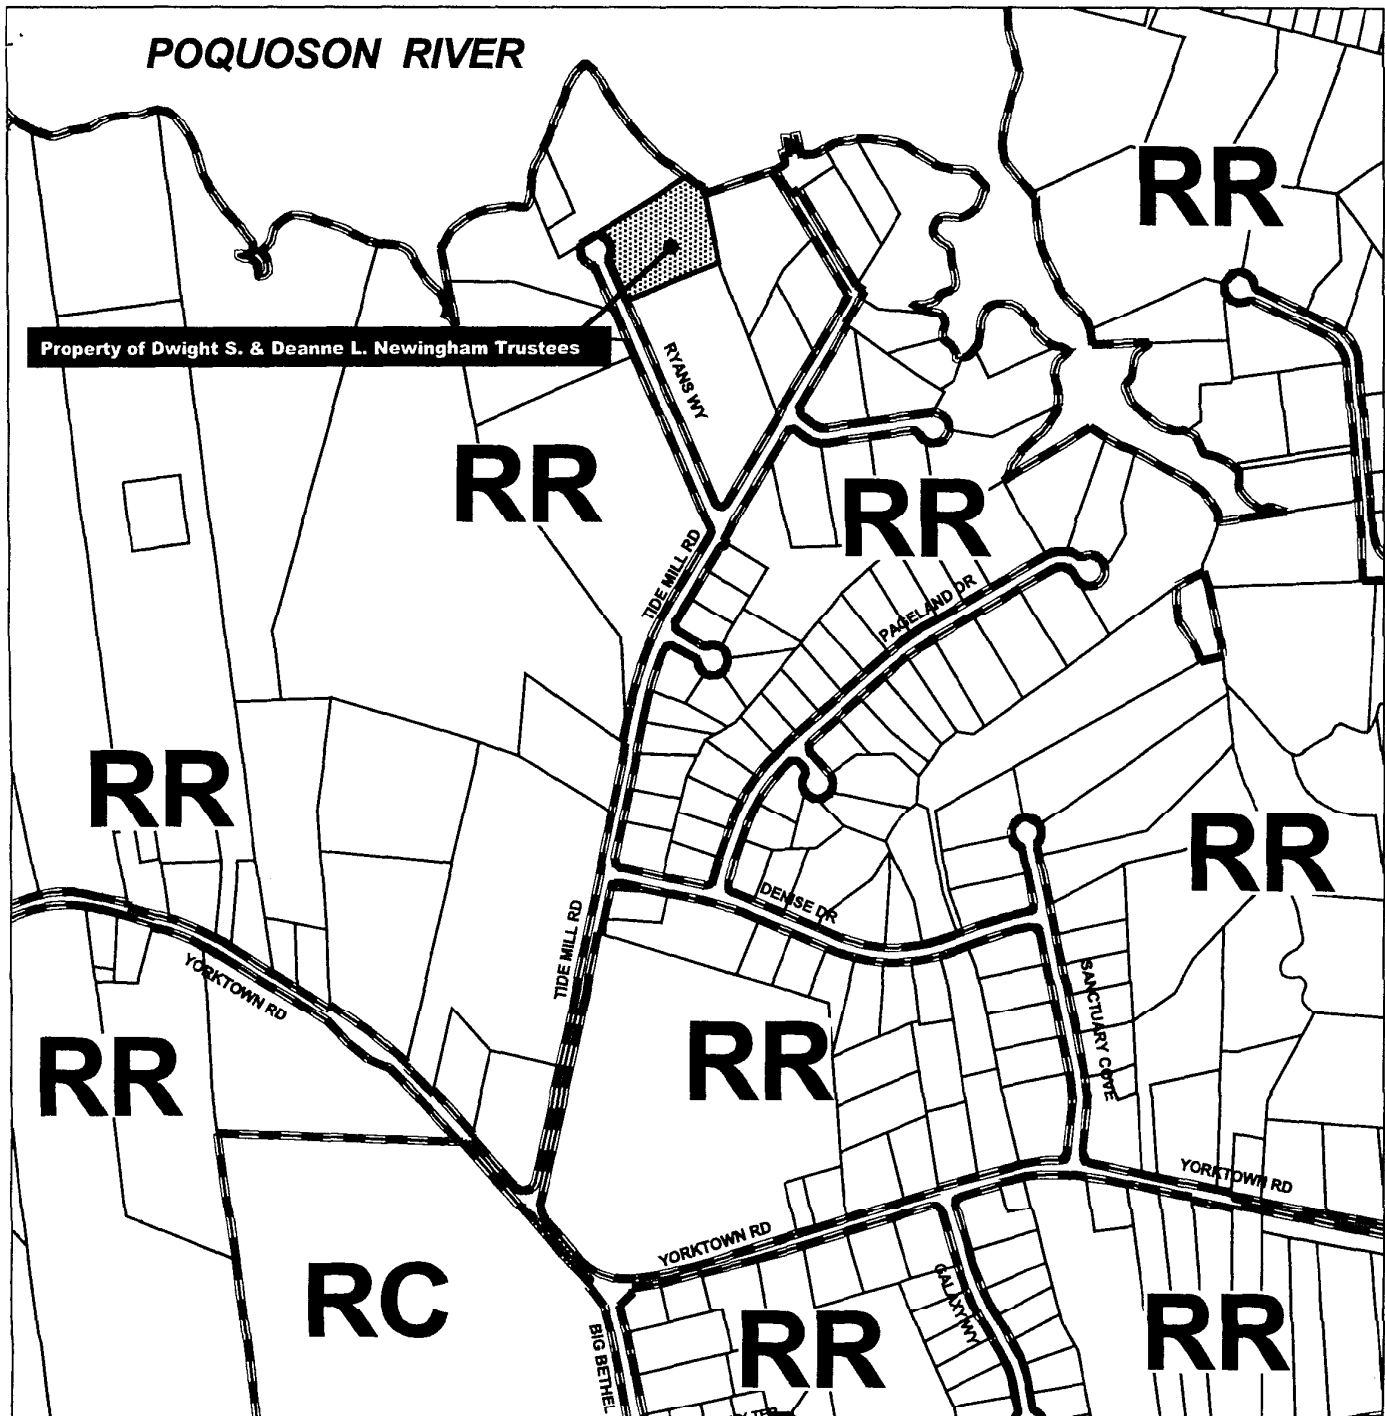 POQUOSON RIVER
RR
Property of Dwight S. & Deanne L. Newingham Trustees
RYANS WY
RR
RR
TIDE MILL RD
PAGELAND DR
RR
RR
DENISE DR
TIDE MILL RD
YORKTOWN RD
SANCTUARY COVE
RR
RR
YORKTOWN RD
YORKTOWN RD
RC
GALAXY WY
RR
RR
BIG BETHEL